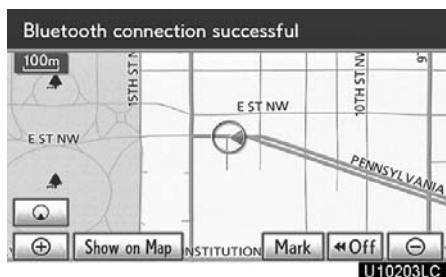 Bluetooth connection successful
100m
15TH ST N
10TH ST N
E ST NW
E ST NW
PENNSYLVANIA
Show on Map
NSTITUTION
Mark
Off
U10203LC